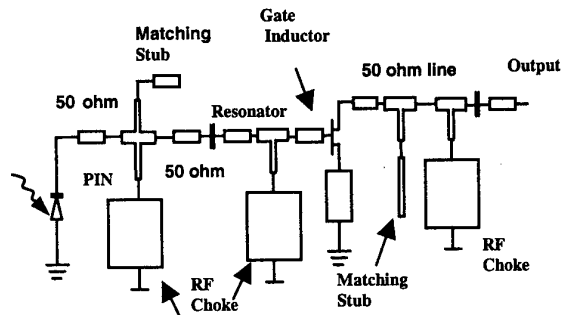 Gate
Inductor
Matching
Stub
50 ohm line
Output
50 ohm
Resonator
PIN
50 ohm
RF
Choke
Matching
Stub
RF
Choke